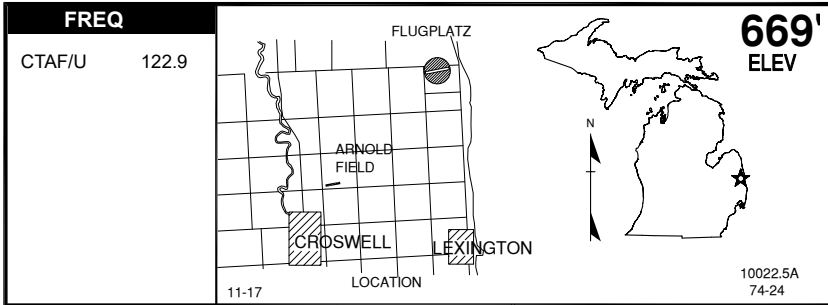 FREQ
CTAF/U 122.9
FLUGPLATZ
ARNOLD
FIELD
CROSWELL
LEXINGTON
LOCATION
11-17
N
669'
ELEV
10022.5A
74-24